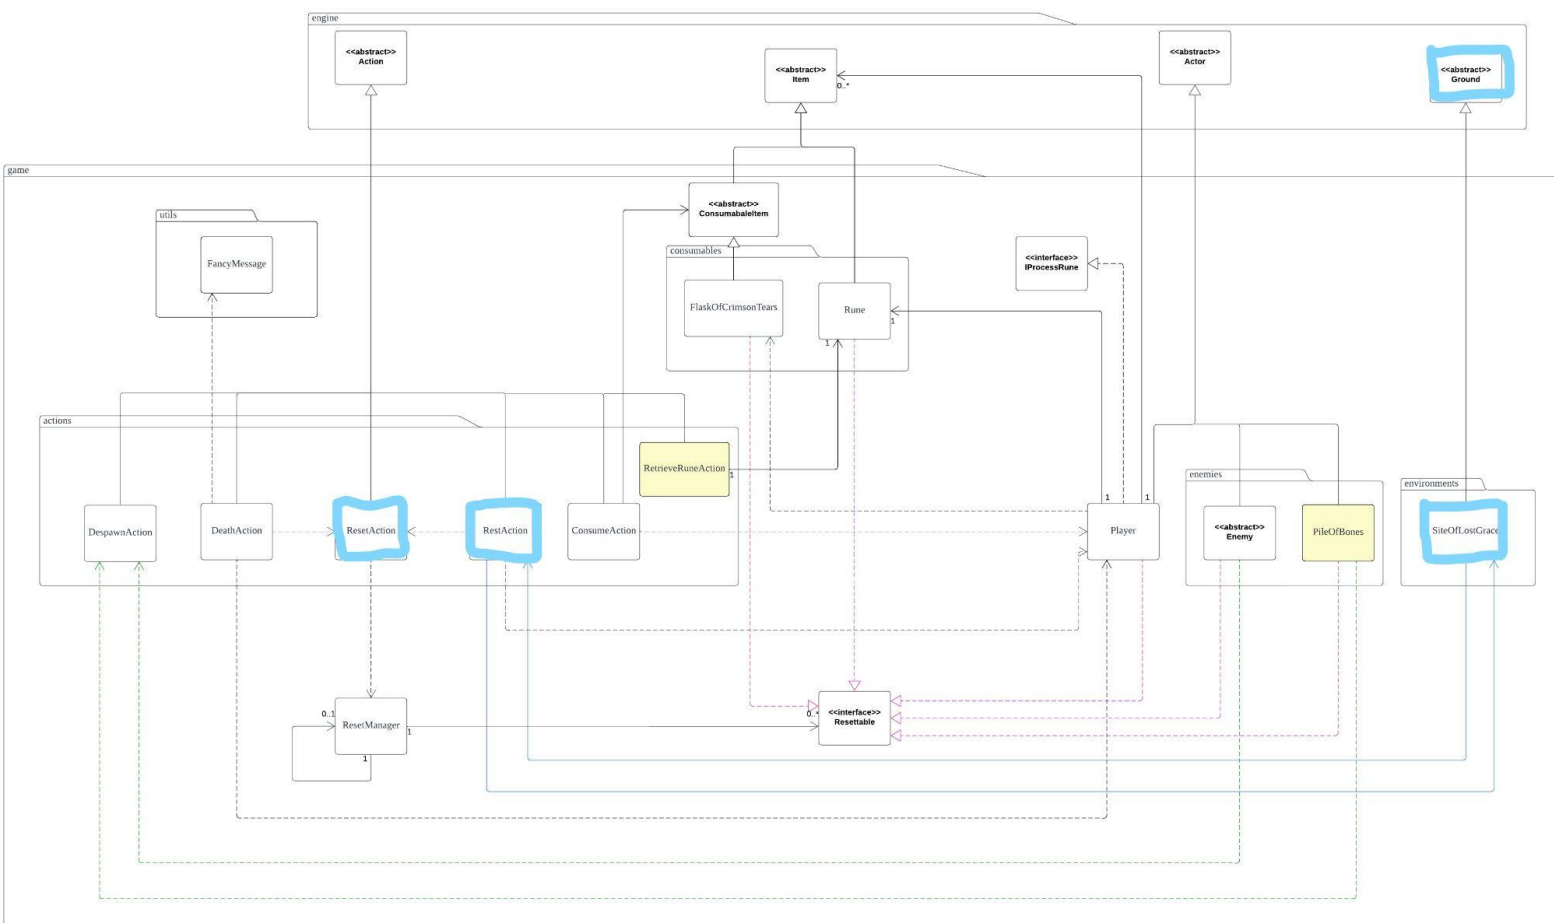 engine
<<abstract>>
Action
<<abstract>>
Item
0..*
<<abstract>>
Actor
<<abstract>>
Ground
game
utils
FancyMessage
<<abstract>>
ConsumabaleItem
consumables
FlaskOfCrimsonTears
Rune
1
1
<<interface>>
IProcessRune
actions
RetrieveRuneAction
1
DespawnAction
DeathAction
ResetAction
RestAction
ConsumeAction
1
1
Player
enemies
<<abstract>>
Enemy
PileOfBones
environments
SiteOfLostGrace
0..1
ResetManager
1
1
0..*
<<interface>>
Resettable